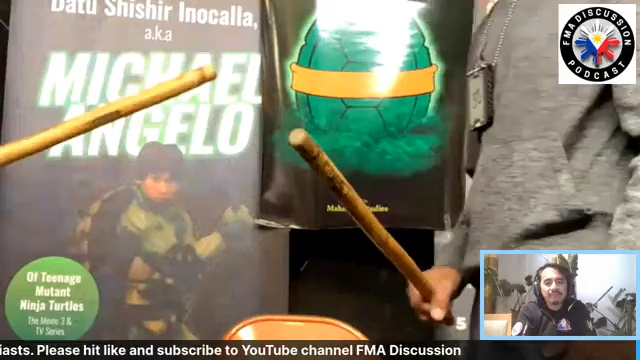 Datu Shishir Inocalla,
a.k.a
MICHAEL
ANGELO
Of Teenage
Mutant
Ninja Turtles
The Movie 3 &
TV Series
FMA DISCUSSION
PODCAST
5
iasts. Please hit like and subscribe to YouTube channel FMA Discussion